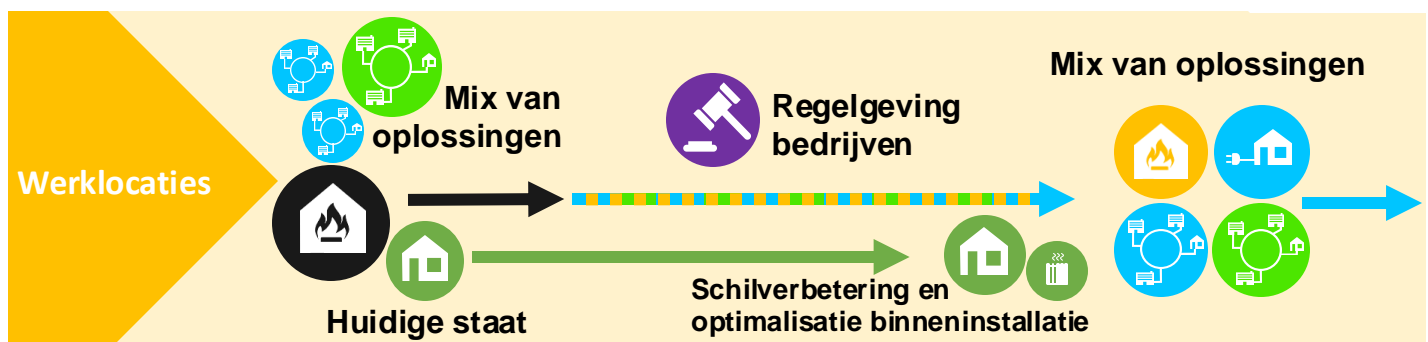 Werklocaties
Mix van
oplossingen
Huidige staat
Regelgeving
bedrijven
Schilverbetering en
optimalisatie binneninstallatie
Mix van oplossingen